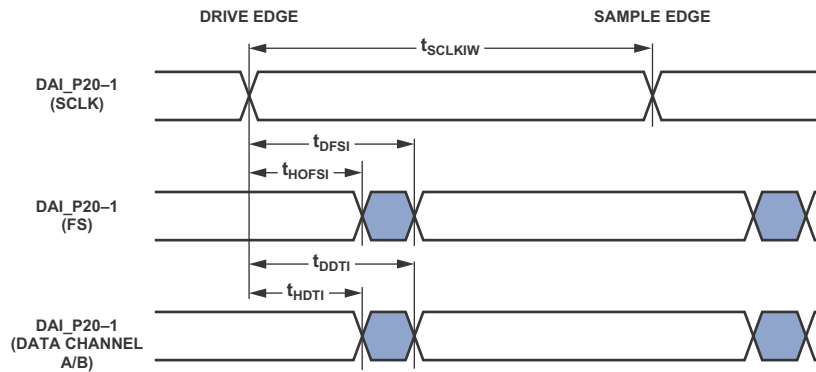 DRIVE EDGE
SAMPLE EDGE
tSCLKIW
DAI_P20–1
(SCLK)
tDFSI
tHOFSI
DAI_P20–1
(FS)
tDDTI
tHDTI
DAI_P20–1
(DATA CHANNEL
A/B)